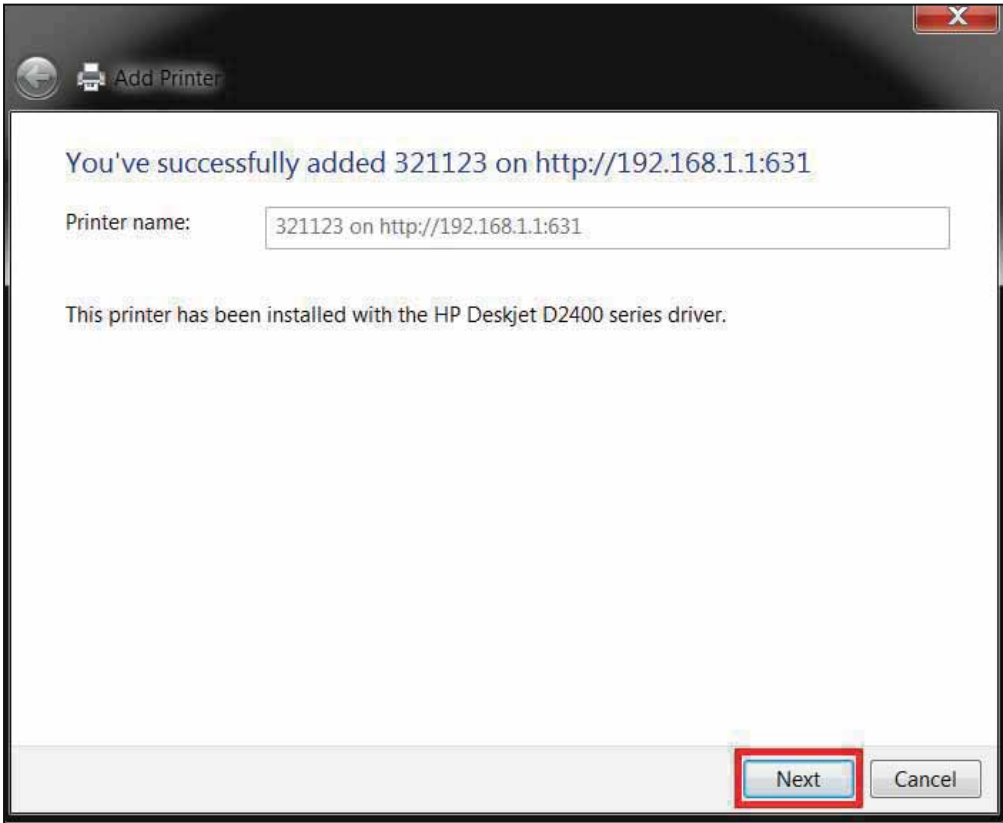 X
Add Printer
You've successfully added 321123 on http://192.168.1.1:631
Printer name:
321123 on http://192.168.1.1:631
This printer has been installed with the HP Deskjet D2400 series driver.
Next
Cancel